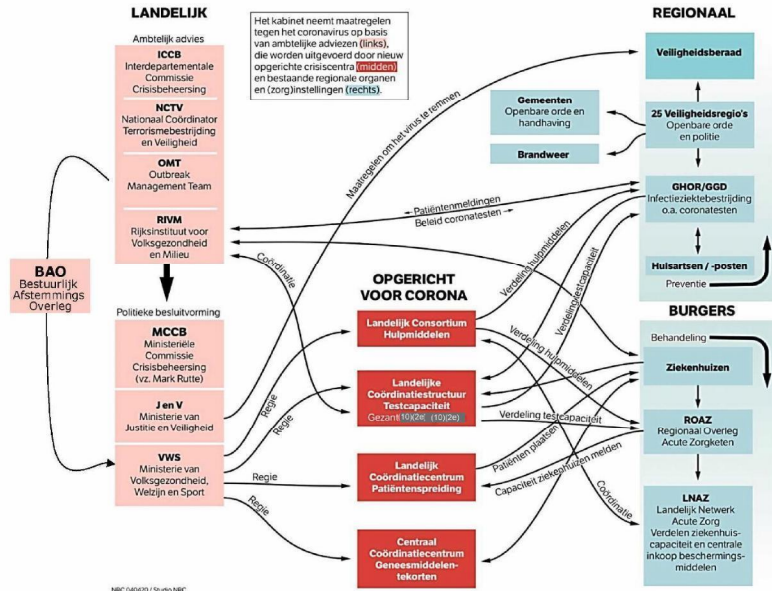 LANDELIJK
Ambtelijk advies
ICCB
Interdepartementale
Commissie
Crisisbeheersing
NCTV
Nationaal Coördinator
Terrorismebestrijding
en Veiligheid
OMT
Outbreak
Management Team
RIVM
Rijksinstituut voor
Volksgezondheid
en Milieu
BAO
Bestuurlijk
Afstemmings
Overleg
Politieke besluitvorming
MCCB
Ministeriële
Commissie
Crisisbeheersing
(vz. Mark Rutte)
J en V
Ministerie van
Justitie en Veiligheid
VWS
Ministerie van
Volksgezondheid,
Welzijn en Sport
NRC 040420 / Studio NRC
Het kabinet neemt maatregelen
tegen het coronavirus op basis
van ambtelijke adviezen (links),
die worden uitgevoerd door nieuw
opgerichte crisiscentra (midden)
en bestaande regionale organen
en (zorg)instellingen (rechts).
Maatregelen om het virus te temmen
Patiëntenmeldingen
Beleid coronatesten
Coördinatie
Verdeling hulpmiddelen
Verdeling testcapaciteit
OPGERICHT
VOOR CORONA
Landelijk Consortium
Hulpmiddelen
Landelijke
Coördinatiestructuur
Testcapaciteit
Gezant (10)(2e) (10)(2e)
Landelijk
Coördinatiecentrum
Patiëntenspreiding
Centraal
Coördinatiecentrum
Geneesmiddelen-
tekorten
Regie
Regie
Regie
Regie
Verdeling hulpmiddelen
Verdeling testcapaciteit
Patiënten plaatsen
Capaciteit ziekenhuizen melden
Coördinatie
REGIONAAL
Veiligheidsberaad
Gemeenten
Openbare orde en
handhaving
Brandweer
25 Veiligheidsregio's
Openbare orde
en politie
GHOR/GGD
Infectieziektebestrijding
o.a. coronatesten
Huisartsen / -posten
Preventie
BURGERS
Behandeling
Ziekenhuizen
ROAZ
Regionaal Overleg
Acute Zorgketen
LNAZ
Landelijk Netwerk
Acute Zorg
Verdelen ziekenhuis-
capaciteit en centrale
inkoop beschermings-
middelen